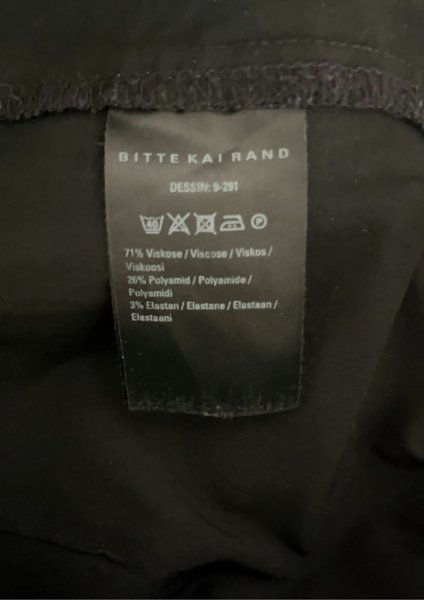 BITTE KAI RAND
DESSIN: 9-291
40 P
71% Viskose / Viscose / Viskos /
Viskoosi
26% Polyamid / Polyamide /
Polyamidi
3% Elastan / Elastane / Elastaan /
Elastaani